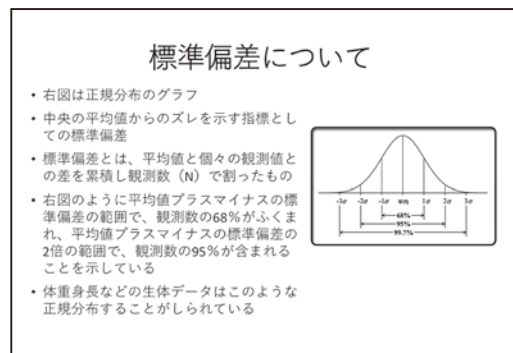 標準偏差について
• 右図は正規分布のグラフ
• 中央の平均値からのズレを示す指標とし
ての標準偏差
• 標準偏差とは、平均値と個々の観測値と
の差を累積し観測数（N）で割ったもの
• 右図のように平均値プラスマイナスの標
準偏差の範囲で、観測数の68%がふくま
れ、平均値プラスマイナスの標準偏差の
2倍の範囲で、観測数の95%が含まれる
ことを示している
• 体重身長などの生体データはこのような
正規分布することがしられている
-3σ -2σ -1σ 平均 1σ 2σ 3σ
68%
95%
99.7%